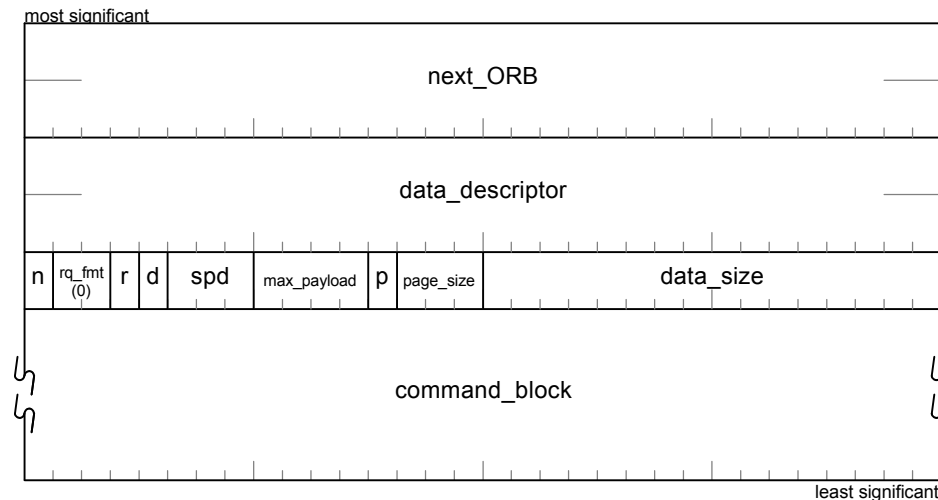 most significant
next_ORB
data_descriptor
n rq_fmt (0) r d spd max_payload p page_size data_size
command_block
least significant